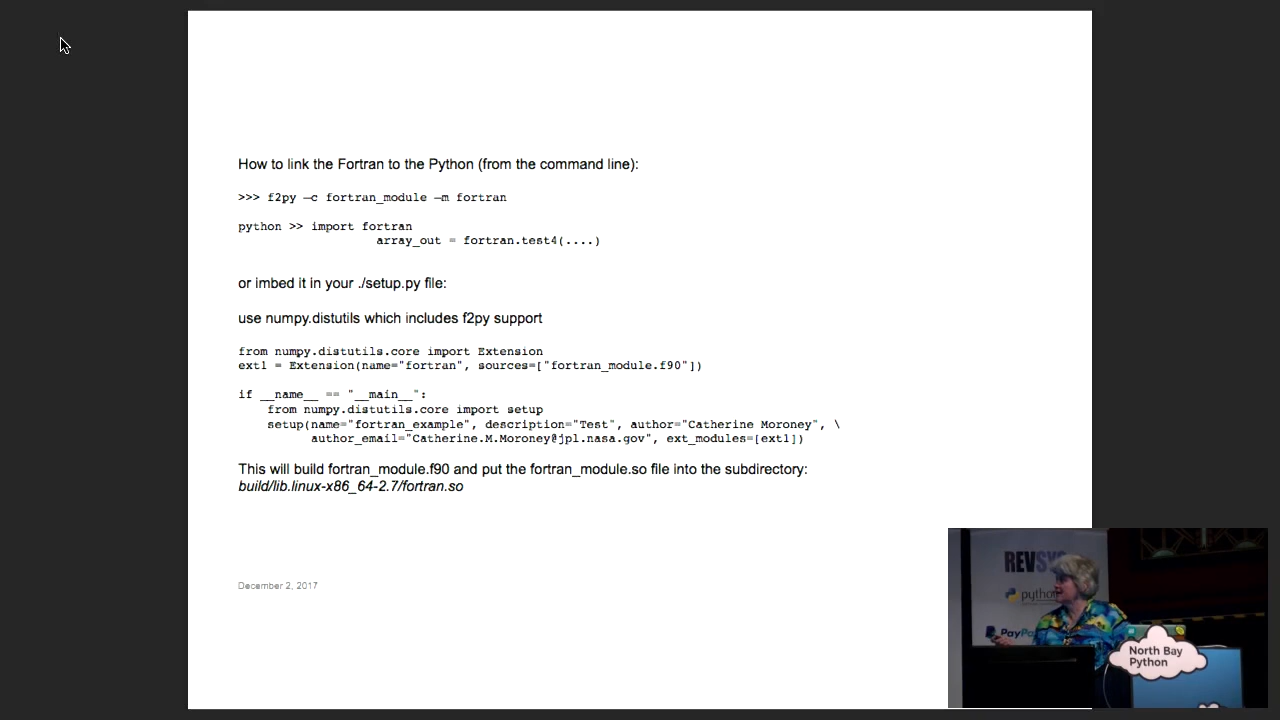 How to link the Fortran to the Python (from the command line):
>>> f2py –c fortran_module –m fortran
python >> import fortran
array_out = fortran.test4(....)
or imbed it in your ./setup.py file:
use numpy.distutils which includes f2py support
from numpy.distutils.core import Extension
ext1 = Extension(name="fortran", sources=["fortran_module.f90"])
if __name__ == "__main__":
from numpy.distutils.core import setup
setup(name="fortran_example", description="Test", author="Catherine Moroney", \
author_email="Catherine.M.Moroney@jpl.nasa.gov", ext_modules=[ext1])
This will build fortran_module.f90 and put the fortran_module.so file into the subdirectory:
build/lib.linux-x86_64-2.7/fortran.so
December 2, 2017
REVSYS
python
PayPal
North Bay
Python